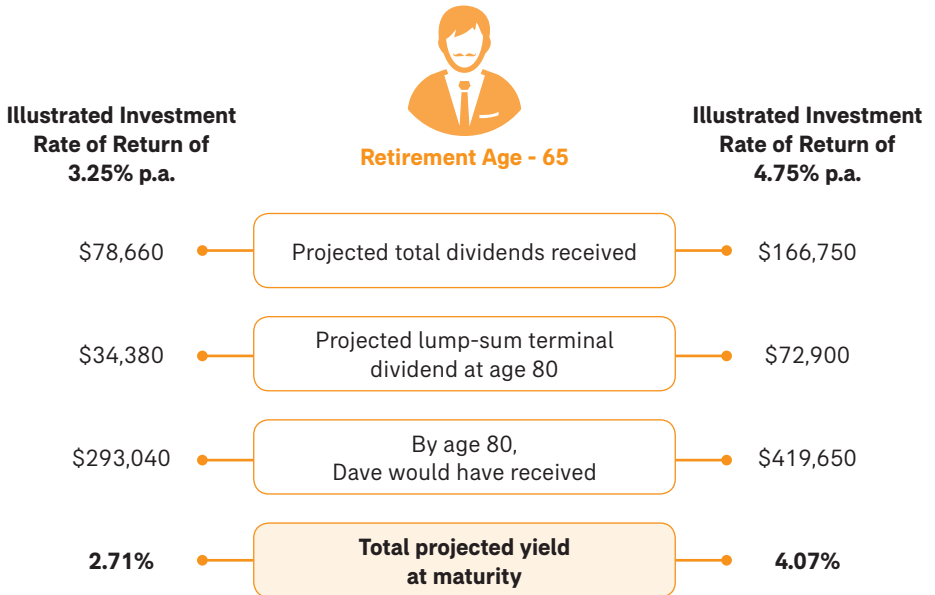 Illustrated Investment
Rate of Return of
3.25% p.a.
Retirement Age - 65
Illustrated Investment
Rate of Return of
4.75% p.a.
$78,660
Projected total dividends received
$166,750
$34,380
Projected lump-sum terminal
dividend at age 80
$72,900
$293,040
By age 80,
Dave would have received
$419,650
2.71%
Total projected yield
at maturity
4.07%